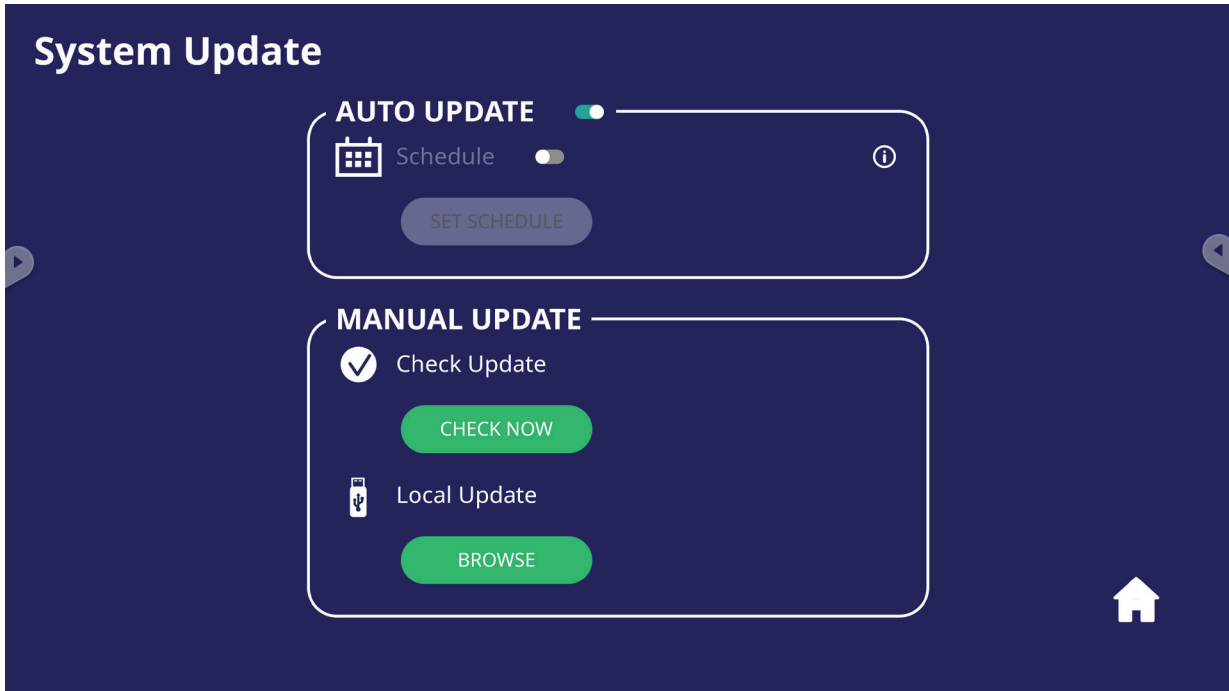 System Update
AUTO UPDATE
Schedule
SET SCHEDULE
MANUAL UPDATE
Check Update
CHECK NOW
Local Update
BROWSE